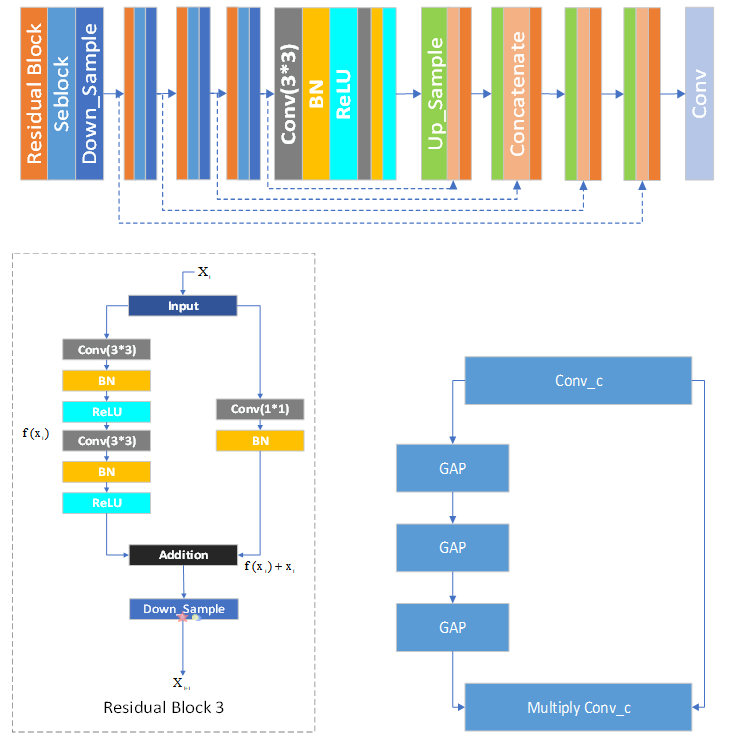 Residual Block
Seblock
Down_Sample
Conv(3*3)
BN
ReLU
Up_Sample
Concatenate
Conv
X_i
Input
Conv(3*3)
BN
ReLU
f(x_i)
Conv(3*3)
BN
ReLU
Conv(1*1)
BN
Addition
f(x_i)+x_i
Down_Sample
Residual Block 3
Conv_c
GAP
GAP
GAP
Multiply Conv_c